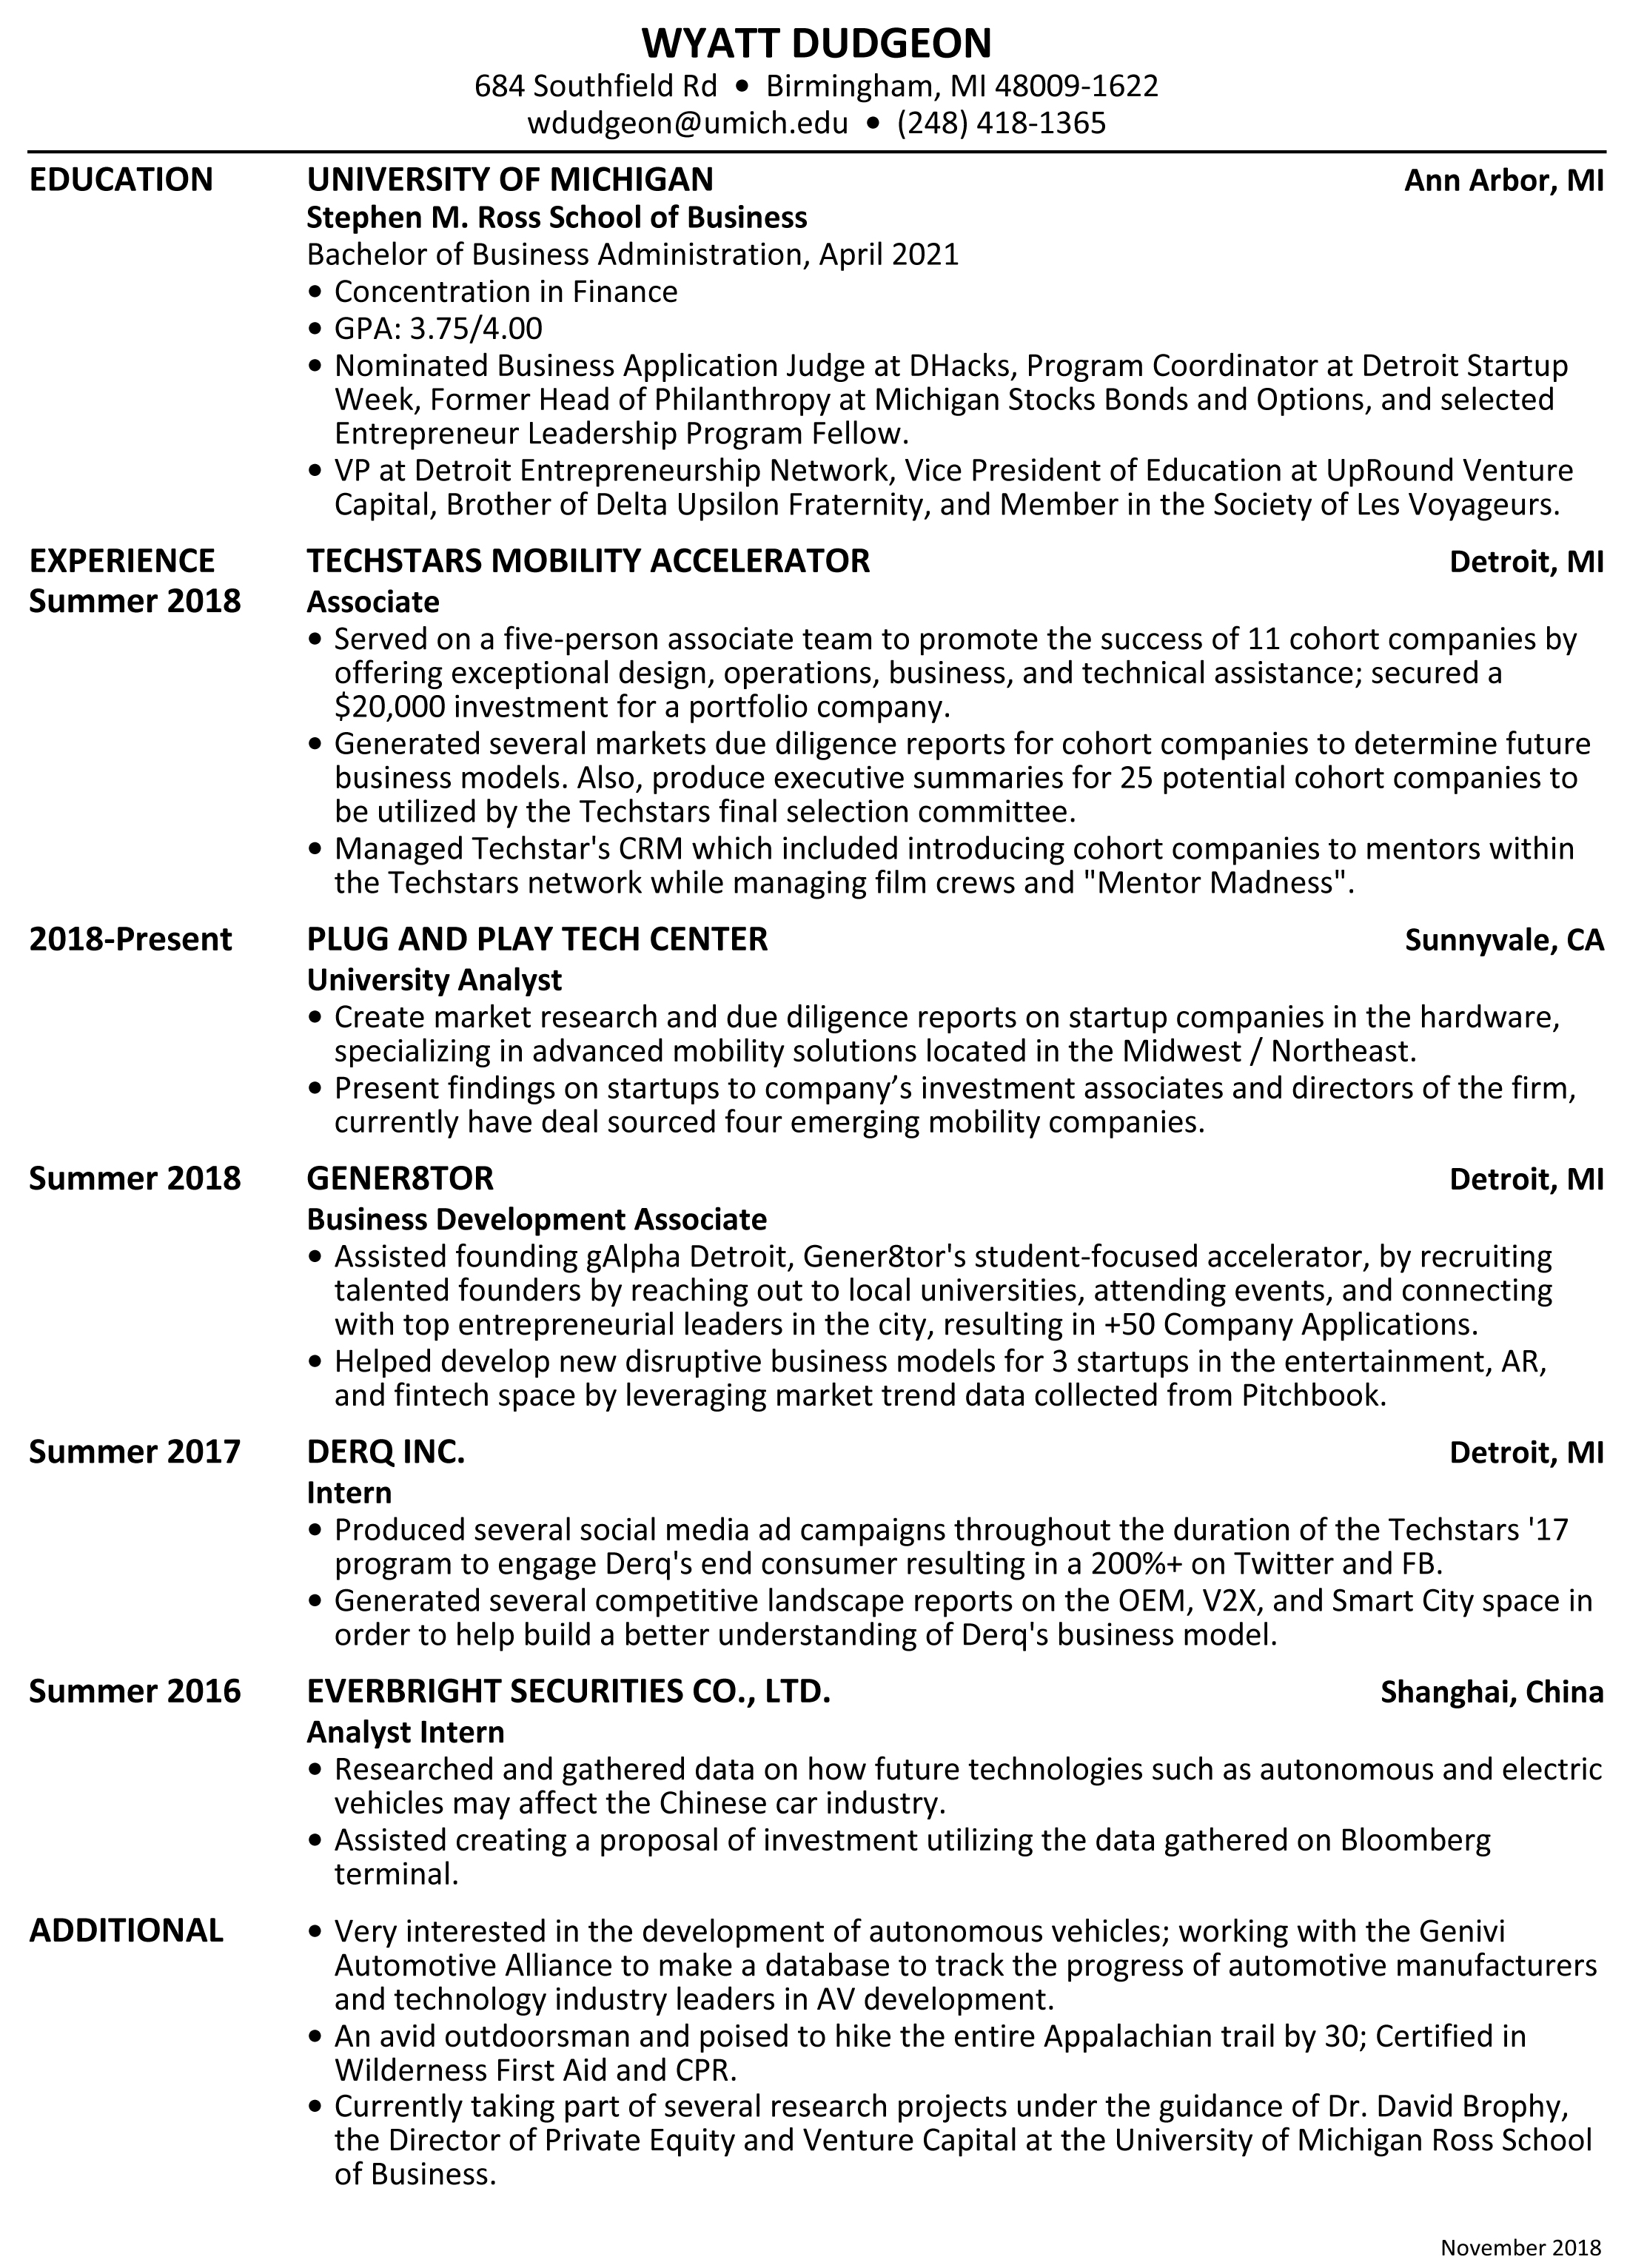 WYATT DUDGEON
684 Southfield Rd • Birmingham, MI 48009-1622
wdudgeon@umich.edu • (248) 418-1365
EDUCATION UNIVERSITY OF MICHIGAN Ann Arbor, MI
Stephen M. Ross School of Business
Bachelor of Business Administration, April 2021
• Concentration in Finance
• GPA: 3.75/4.00
• Nominated Business Application Judge at DHacks, Program Coordinator at Detroit Startup
Week, Former Head of Philanthropy at Michigan Stocks Bonds and Options, and selected
Entrepreneur Leadership Program Fellow.
• VP at Detroit Entrepreneurship Network, Vice President of Education at UpRound Venture
Capital, Brother of Delta Upsilon Fraternity, and Member in the Society of Les Voyageurs.
EXPERIENCE TECHSTARS MOBILITY ACCELERATOR Detroit, MI
Summer 2018 Associate
• Served on a five-person associate team to promote the success of 11 cohort companies by
offering exceptional design, operations, business, and technical assistance; secured a
$20,000 investment for a portfolio company.
• Generated several markets due diligence reports for cohort companies to determine future
business models. Also, produce executive summaries for 25 potential cohort companies to
be utilized by the Techstars final selection committee.
• Managed Techstar's CRM which included introducing cohort companies to mentors within
the Techstars network while managing film crews and "Mentor Madness".
2018-Present PLUG AND PLAY TECH CENTER Sunnyvale, CA
University Analyst
• Create market research and due diligence reports on startup companies in the hardware,
specializing in advanced mobility solutions located in the Midwest / Northeast.
• Present findings on startups to company’s investment associates and directors of the firm,
currently have deal sourced four emerging mobility companies.
Summer 2018 GENER8TOR Detroit, MI
Business Development Associate
• Assisted founding gAlpha Detroit, Gener8tor's student-focused accelerator, by recruiting
talented founders by reaching out to local universities, attending events, and connecting
with top entrepreneurial leaders in the city, resulting in +50 Company Applications.
• Helped develop new disruptive business models for 3 startups in the entertainment, AR,
and fintech space by leveraging market trend data collected from Pitchbook.
Summer 2017 DERQ INC. Detroit, MI
Intern
• Produced several social media ad campaigns throughout the duration of the Techstars '17
program to engage Derq's end consumer resulting in a 200%+ on Twitter and FB.
• Generated several competitive landscape reports on the OEM, V2X, and Smart City space in
order to help build a better understanding of Derq's business model.
Summer 2016 EVERBRIGHT SECURITIES CO., LTD. Shanghai, China
Analyst Intern
• Researched and gathered data on how future technologies such as autonomous and electric
vehicles may affect the Chinese car industry.
• Assisted creating a proposal of investment utilizing the data gathered on Bloomberg
terminal.
ADDITIONAL • Very interested in the development of autonomous vehicles; working with the Genivi
Automotive Alliance to make a database to track the progress of automotive manufacturers
and technology industry leaders in AV development.
• An avid outdoorsman and poised to hike the entire Appalachian trail by 30; Certified in
Wilderness First Aid and CPR.
• Currently taking part of several research projects under the guidance of Dr. David Brophy,
the Director of Private Equity and Venture Capital at the University of Michigan Ross School
of Business.
November 2018